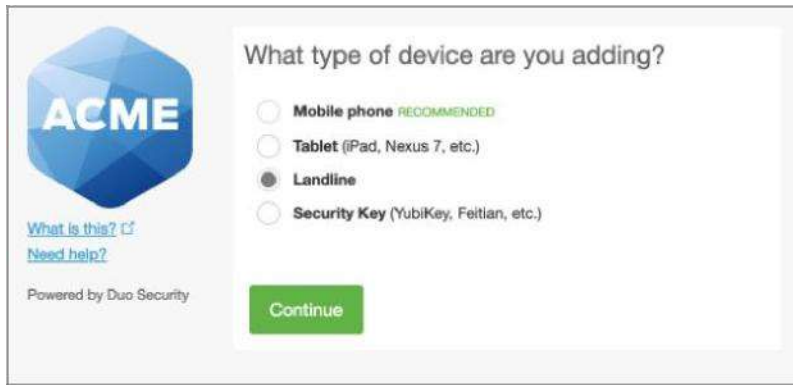 ACME
What is this?
Need help?
Powered by Duo Security
What type of device are you adding?
Mobile phone RECOMMENDED
Tablet (iPad, Nexus 7, etc.)
Landline
Security Key (YubiKey, Feitian, etc.)
Continue